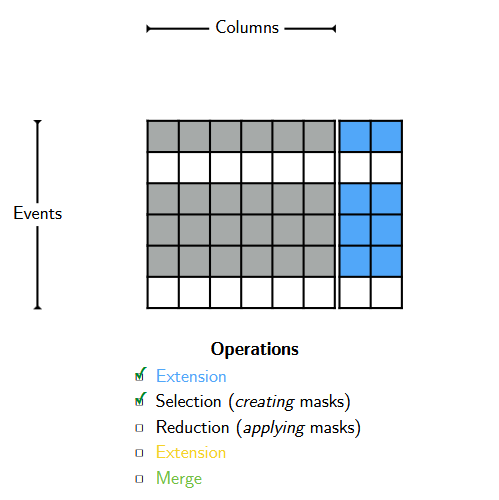 Columns
Events
Operations
Extension
Selection (creating masks)
Reduction (applying masks)
Extension
Merge